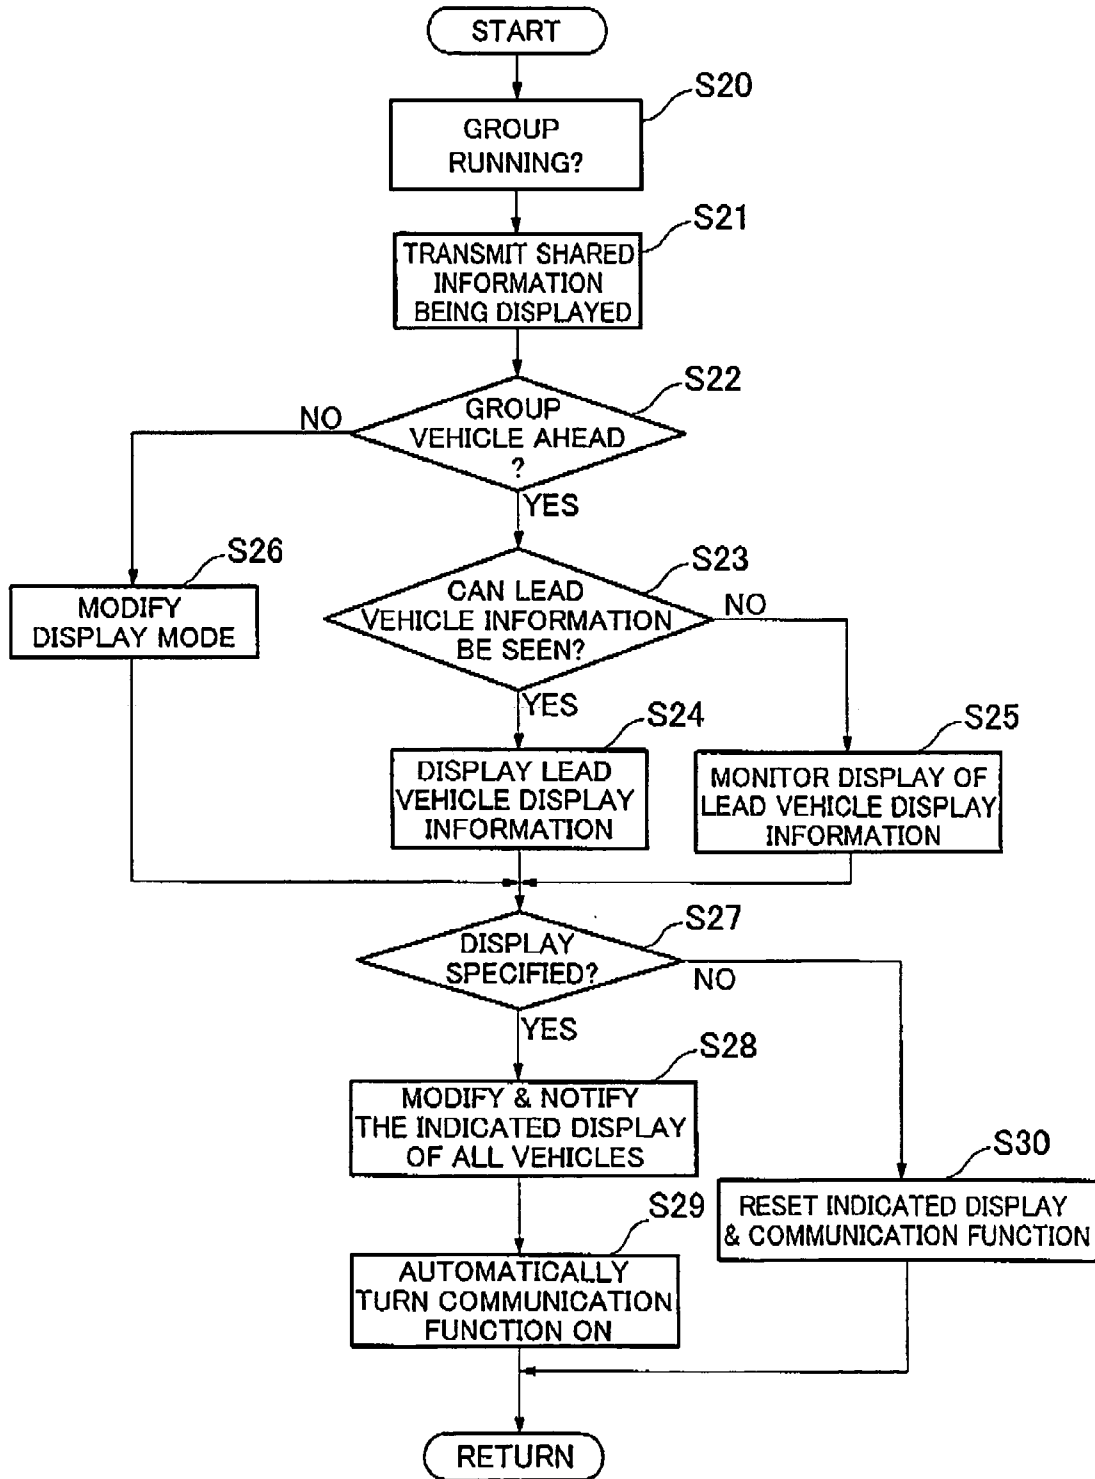 START
S20
GROUP
RUNNING?
S21
TRANSMIT SHARED
INFORMATION
BEING DISPLAYED
S22
GROUP
VEHICLE AHEAD
?
NO
YES
S26
MODIFY
DISPLAY MODE
S23
CAN LEAD
VEHICLE INFORMATION
BE SEEN?
NO
YES
S24
DISPLAY LEAD
VEHICLE DISPLAY
INFORMATION
S25
MONITOR DISPLAY OF
LEAD VEHICLE DISPLAY
INFORMATION
S27
DISPLAY
SPECIFIED?
NO
YES
S28
MODIFY & NOTIFY
THE INDICATED DISPLAY
OF ALL VEHICLES
S30
RESET INDICATED DISPLAY
& COMMUNICATION FUNCTION
S29
AUTOMATICALLY
TURN COMMUNICATION
FUNCTION ON
RETURN